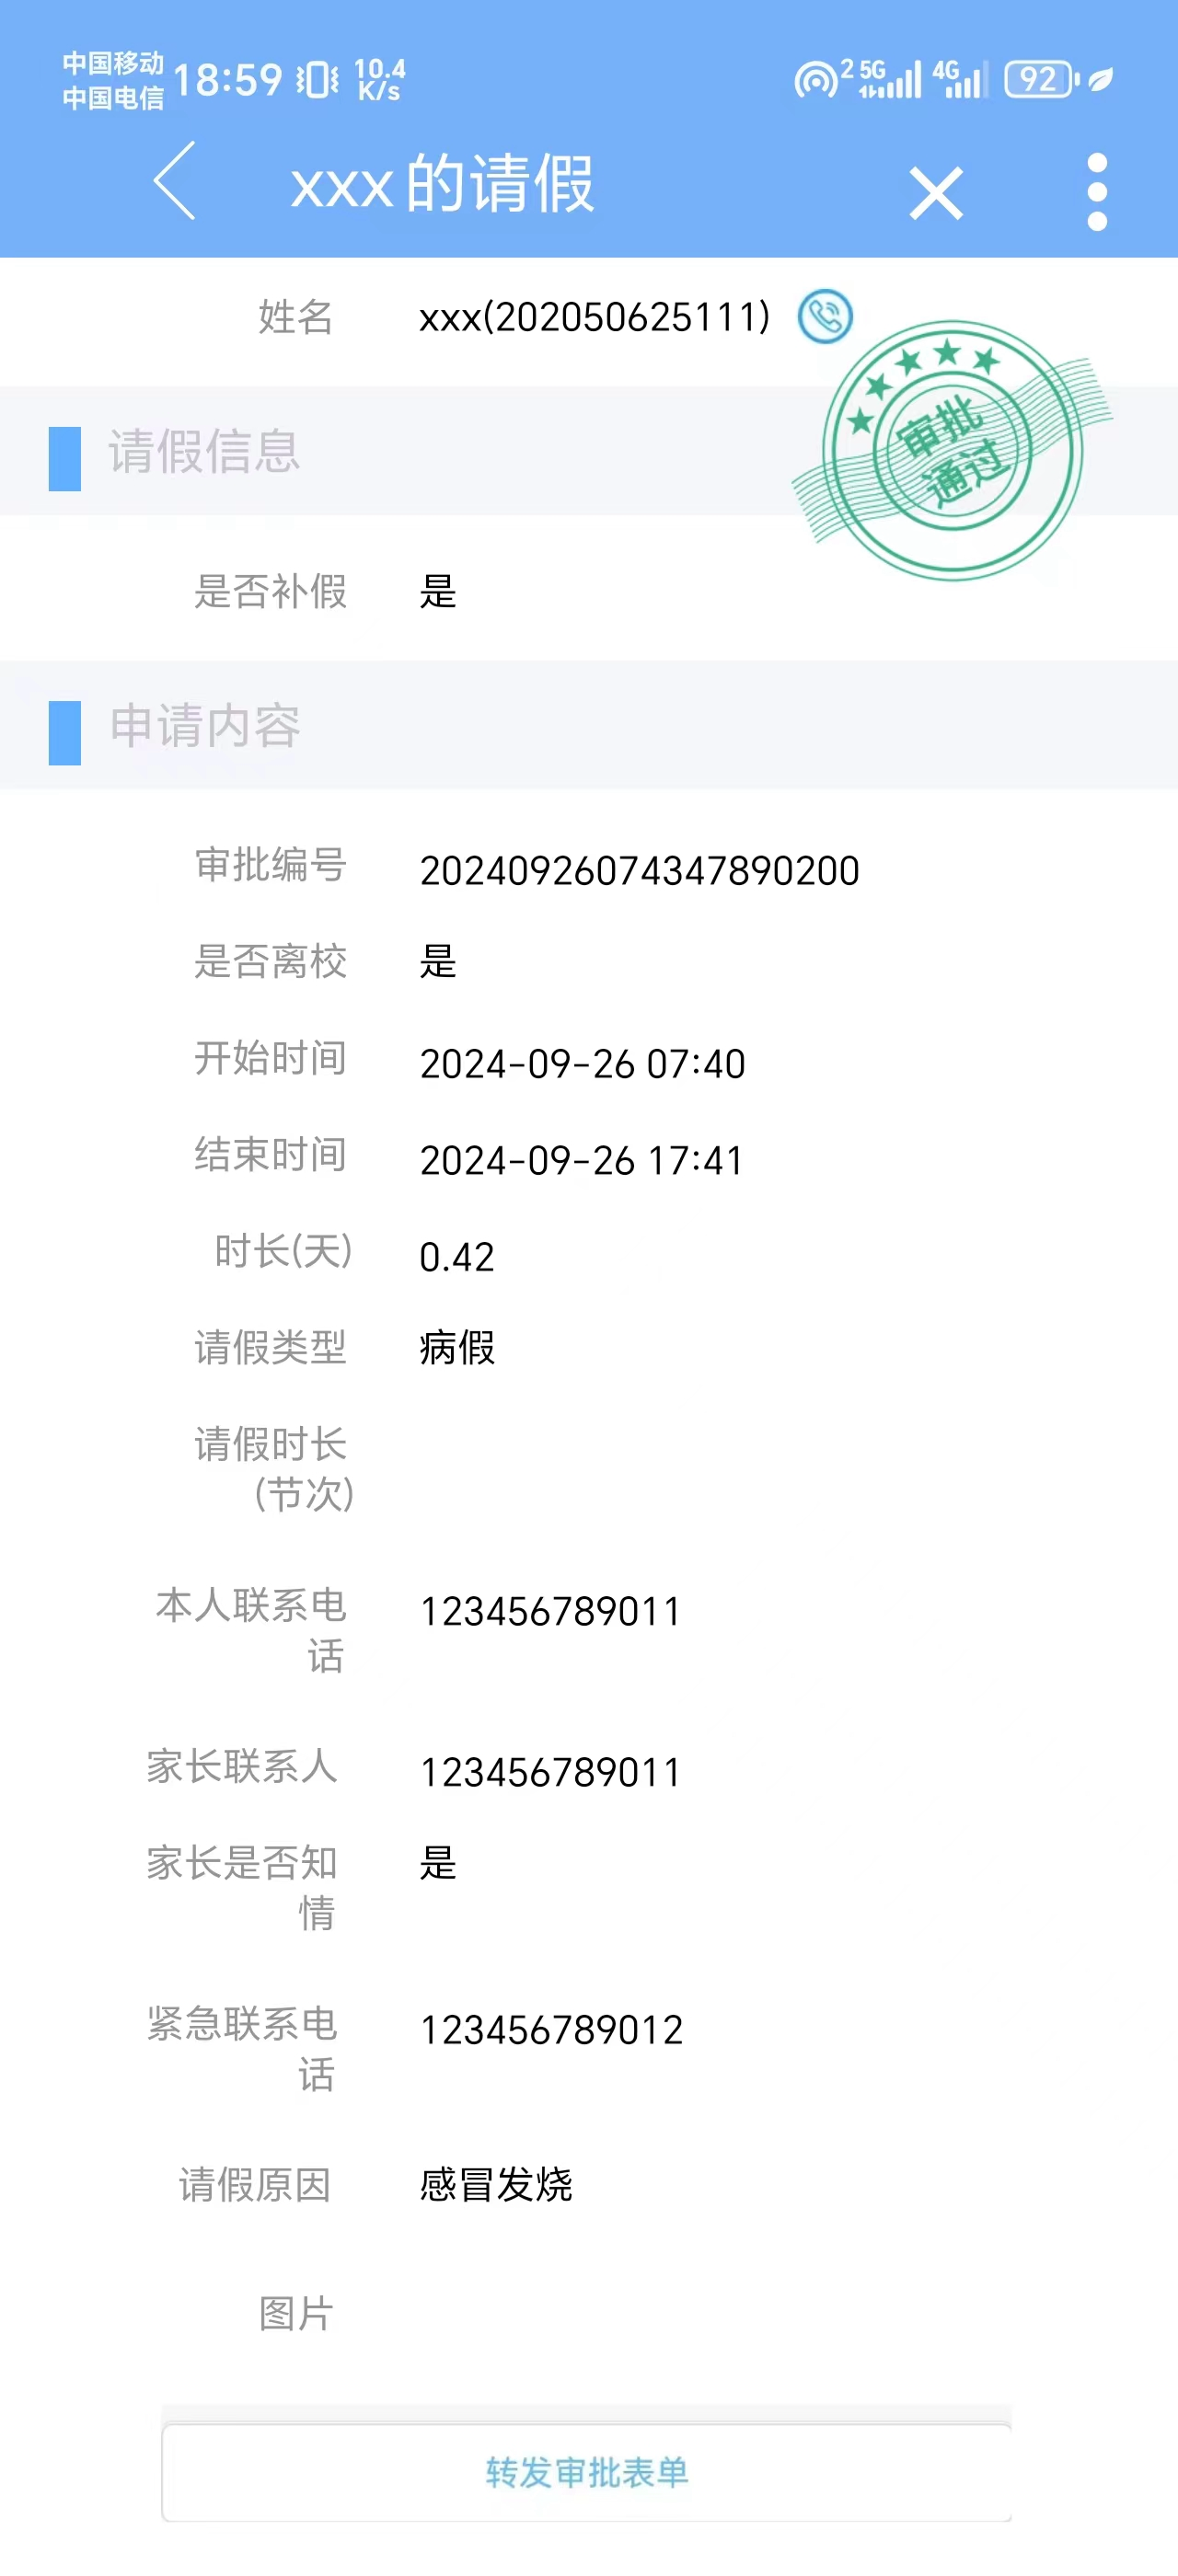 中国移动
中国电信
18:59
10.4
K/s
2 5G 4G 92
xxx的请假
姓名 xxx(202050625111)
审批
通过
请假信息
是否补假 是
申请内容
审批编号 20240926074347890200
是否离校 是
开始时间 2024-09-26 07:40
结束时间 2024-09-26 17:41
时长(天) 0.42
请假类型 病假
请假时长
(节次)
本人联系电 123456789011
话
家长联系人 123456789011
家长是否知 是
情
紧急联系电 123456789012
话
请假原因 感冒发烧
图片
转发审批表单